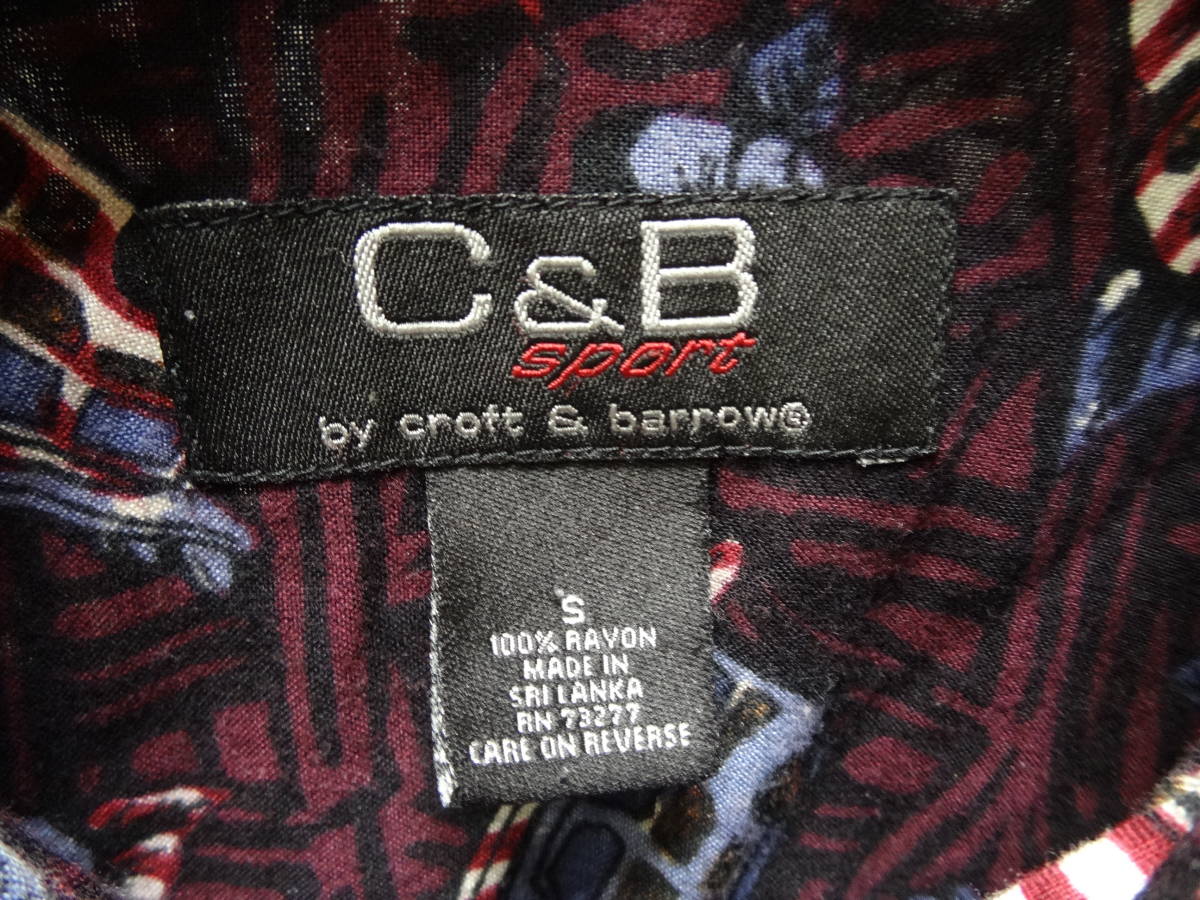 C&B
sport
by croft & barrow®
S
100% RAYON
MADE IN
SRI LANKA
RN 73277
CARE ON REVERSE